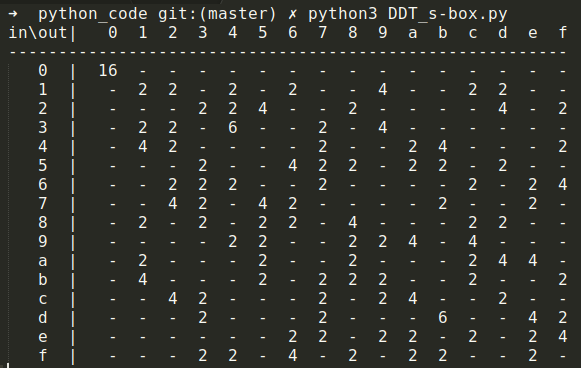 ➜  python_code git:(master) ✗ python3 DDT_s-box.py
in\out|   0   1   2   3   4   5   6   7   8   9   a   b   c   d   e   f
--------------------------------------------------------------------------
    0   |  16   -   -   -   -   -   -   -   -   -   -   -   -   -   -   -
    1   |   -   2   2   -   2   -   2   -   -   4   -   -   2   2   -   -
    2   |   -   -   -   2   2   4   -   -   2   -   -   -   -   4   -   2
    3   |   -   2   2   -   6   -   -   2   -   4   -   -   -   -   -   -
    4   |   -   4   2   -   -   -   -   2   -   -   2   4   -   -   -   2
    5   |   -   -   -   2   -   -   4   2   2   -   2   2   -   2   -   -
    6   |   -   -   2   2   2   -   -   2   -   -   -   -   2   -   2   4
    7   |   -   -   4   2   -   4   2   -   -   -   -   2   -   -   2   -
    8   |   -   2   -   2   -   2   2   -   4   -   -   -   2   2   -   -
    9   |   -   -   -   -   2   2   -   -   2   2   4   -   4   -   -   -
    a   |   -   2   -   -   -   2   -   -   2   -   -   -   2   4   4   -
    b   |   -   4   -   -   -   2   -   2   2   2   -   -   2   -   -   2
    c   |   -   -   4   2   -   -   -   2   -   2   4   -   -   2   -   -
    d   |   -   -   -   2   -   -   -   2   -   -   -   6   -   -   4   2
    e   |   -   -   -   -   -   -   2   2   -   2   2   -   2   -   2   4
    f   |   -   -   -   2   2   -   4   -   2   -   2   2   -   -   2   -